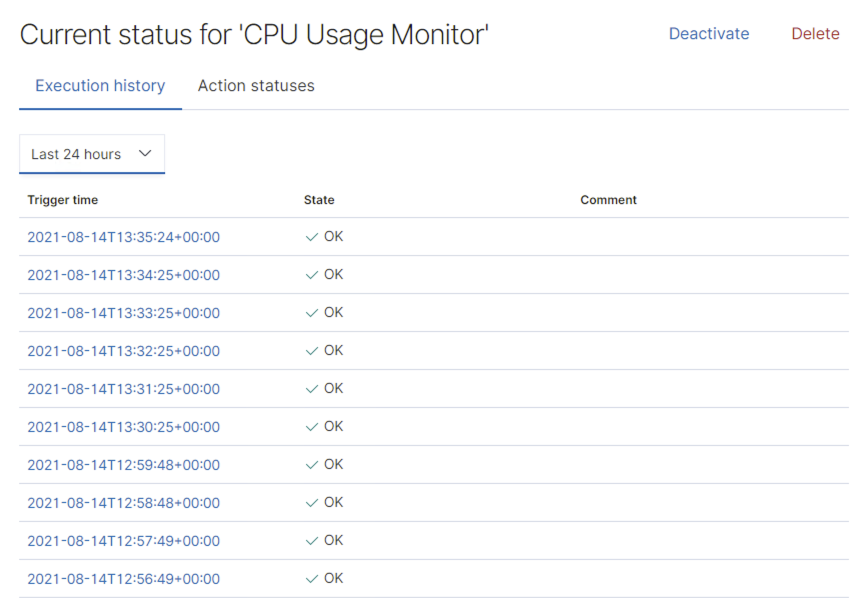 Current status for 'CPU Usage Monitor' Deactivate Delete
Execution history Action statuses
Last 24 hours
Trigger time State Comment
2021-08-14T13:35:24+00:00 OK
2021-08-14T13:34:25+00:00 OK
2021-08-14T13:33:25+00:00 OK
2021-08-14T13:32:25+00:00 OK
2021-08-14T13:31:25+00:00 OK
2021-08-14T13:30:25+00:00 OK
2021-08-14T12:59:48+00:00 OK
2021-08-14T12:58:48+00:00 OK
2021-08-14T12:57:49+00:00 OK
2021-08-14T12:56:49+00:00 OK